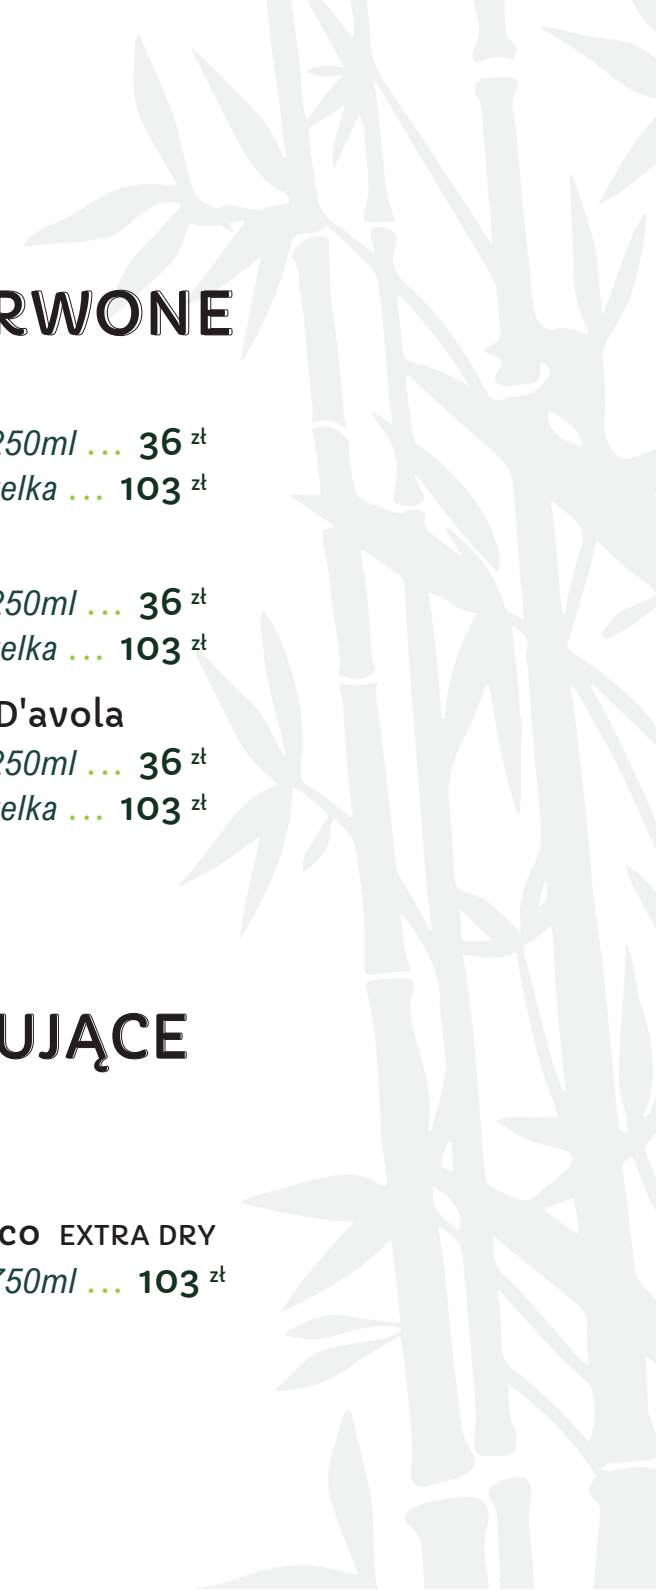 RWONE
250ml ... 36 zł
elka ... 103 zł
250ml ... 36 zł
elka ... 103 zł
D'avola
250ml ... 36 zł
elka ... 103 zł
UJĄCE
co EXTRA DRY
750ml ... 103 zł